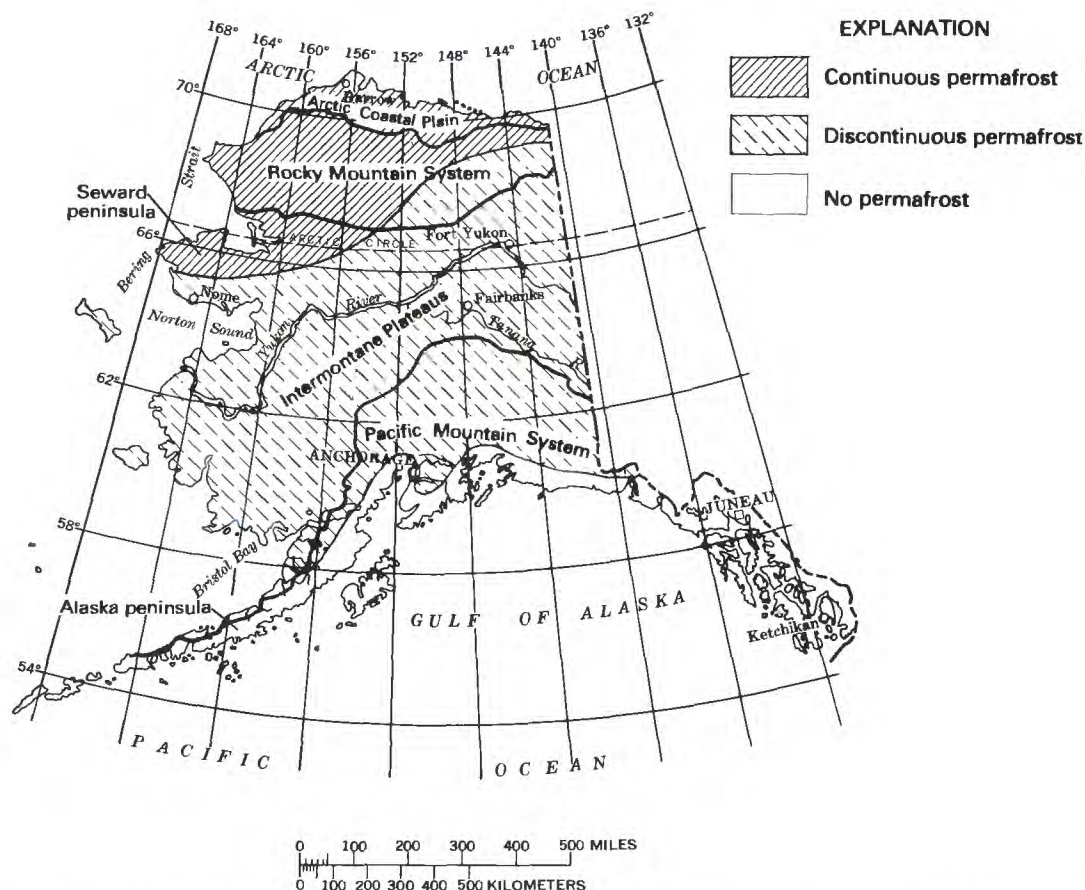 168° 164° 160° 156° 152° 148° 144° 140° 136° 132°
EXPLANATION
Continuous permafrost
Discontinuous permafrost
No permafrost
ARCTIC OCEAN
70°
Barrow
Arctic Coastal Plain
Rocky Mountain System
Strait
Seward
peninsula
66°
ARCTIC CIRCLE
Fort Yukon
Bering
Nome
River
Fairbanks
Norton Sound
Yukon
Intermontane Plateaus
Tanana
62°
Pacific Mountain System
ANCHORAGE
JUNEAU
58°
Bristol Bay
Alaska peninsula
GULF OF ALASKA
Ketchikan
54°
PACIFIC OCEAN
0 100 200 300 400 500 MILES
0 100 200 300 400 500 KILOMETERS